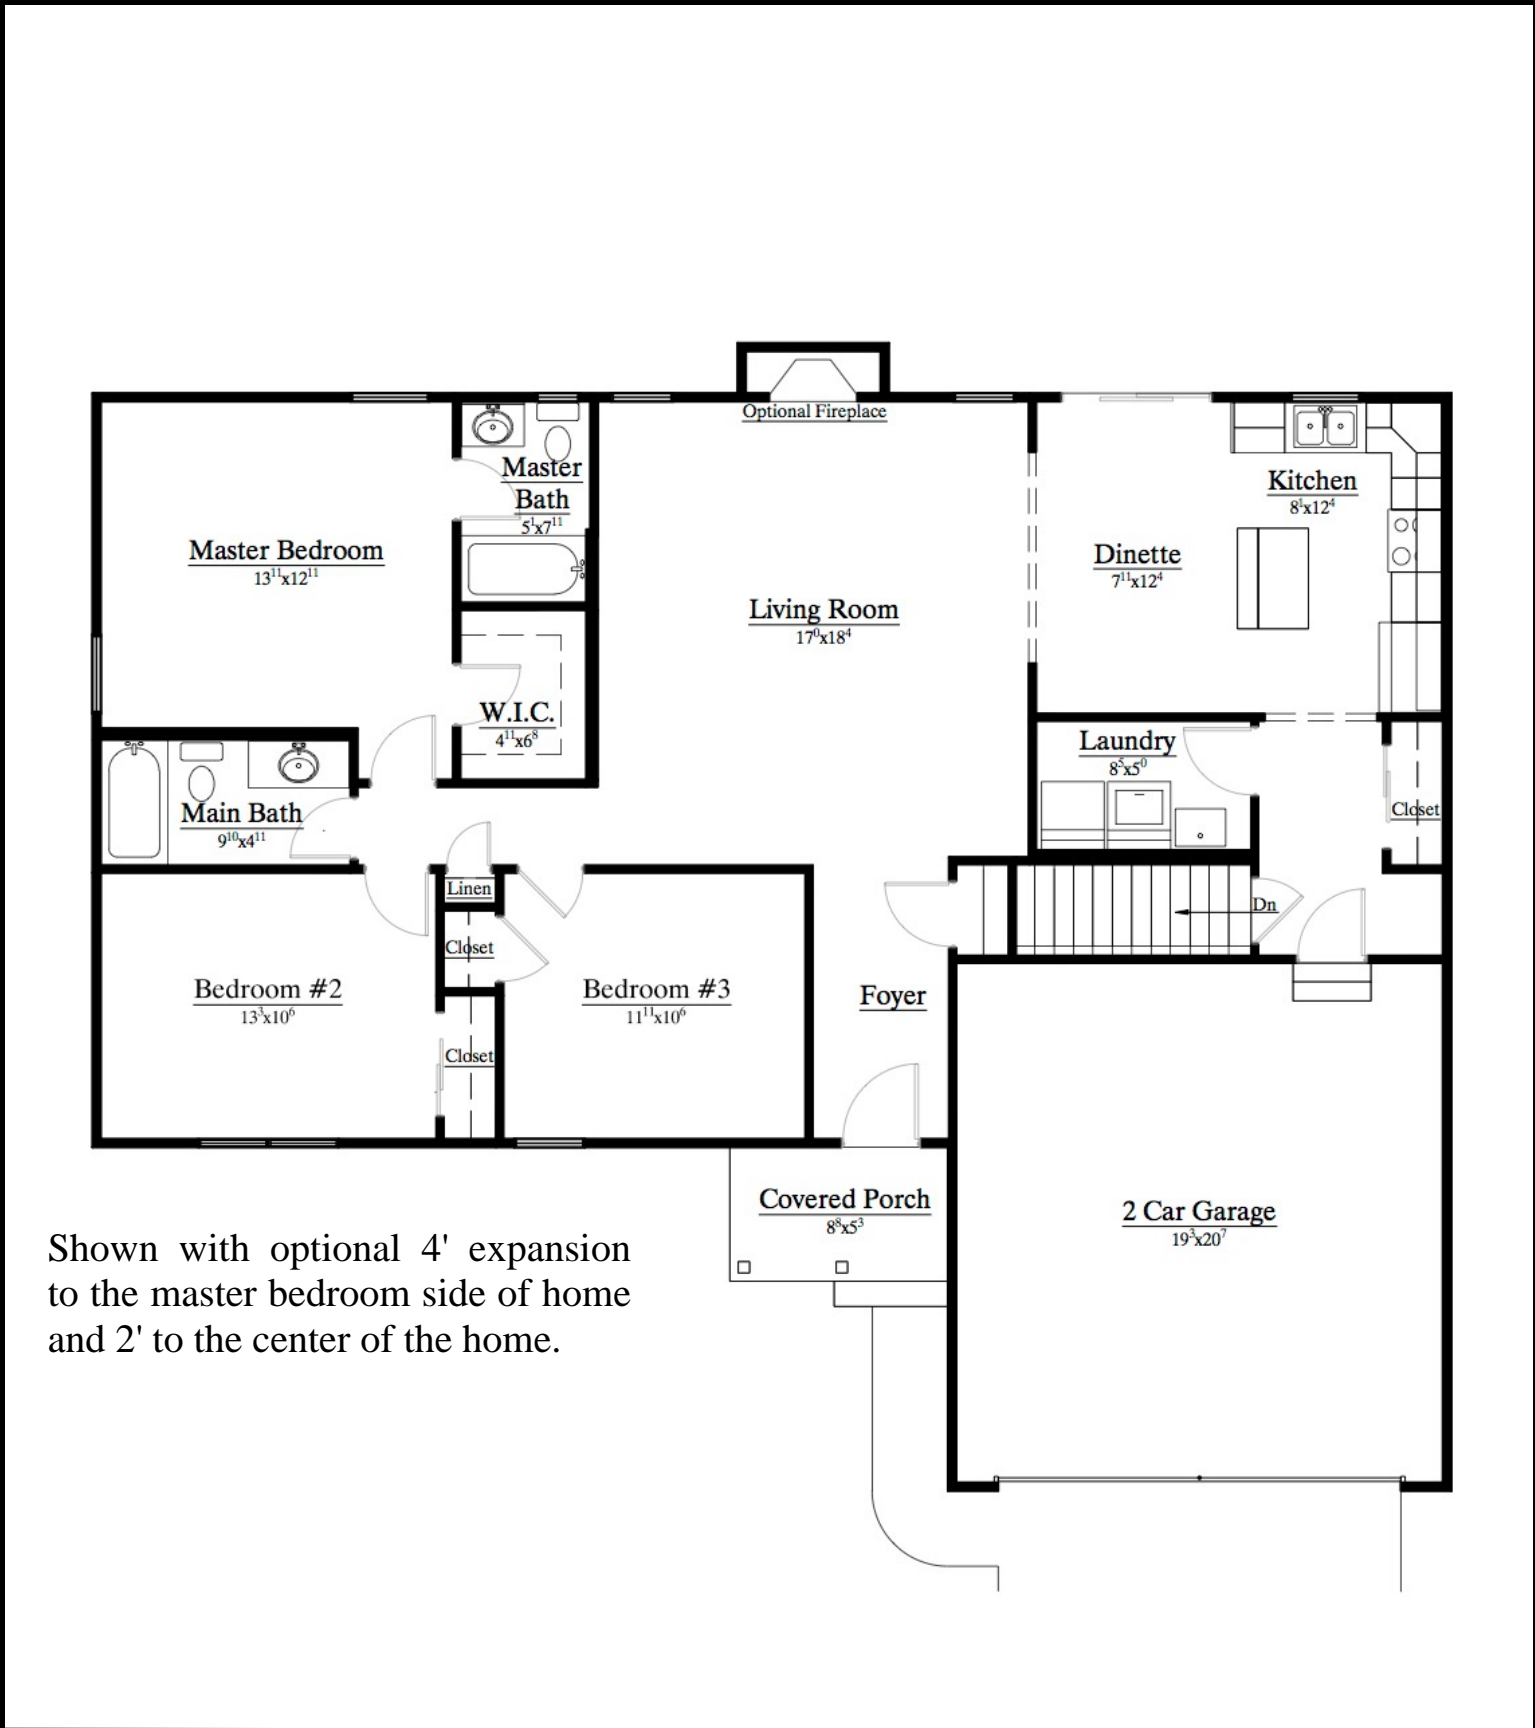 Optional Fireplace
Master
Bath
5¹x7¹¹
Kitchen
8¹x12⁴
Master Bedroom
13¹¹x12¹¹
Dinette
7¹¹x12⁴
Living Room
17⁰x18⁴
W.I.C.
4¹¹x6⁸
Laundry
8⁵x5⁰
Main Bath
9¹⁰x4¹¹
Closet
Linen
Dn
Closet
Bedroom #2
13³x10⁶
Bedroom #3
11¹¹x10⁶
Foyer
Closet
Covered Porch
8⁸x5³
2 Car Garage
19³x20⁷
Shown with optional 4' expansion
to the master bedroom side of home
and 2' to the center of the home.